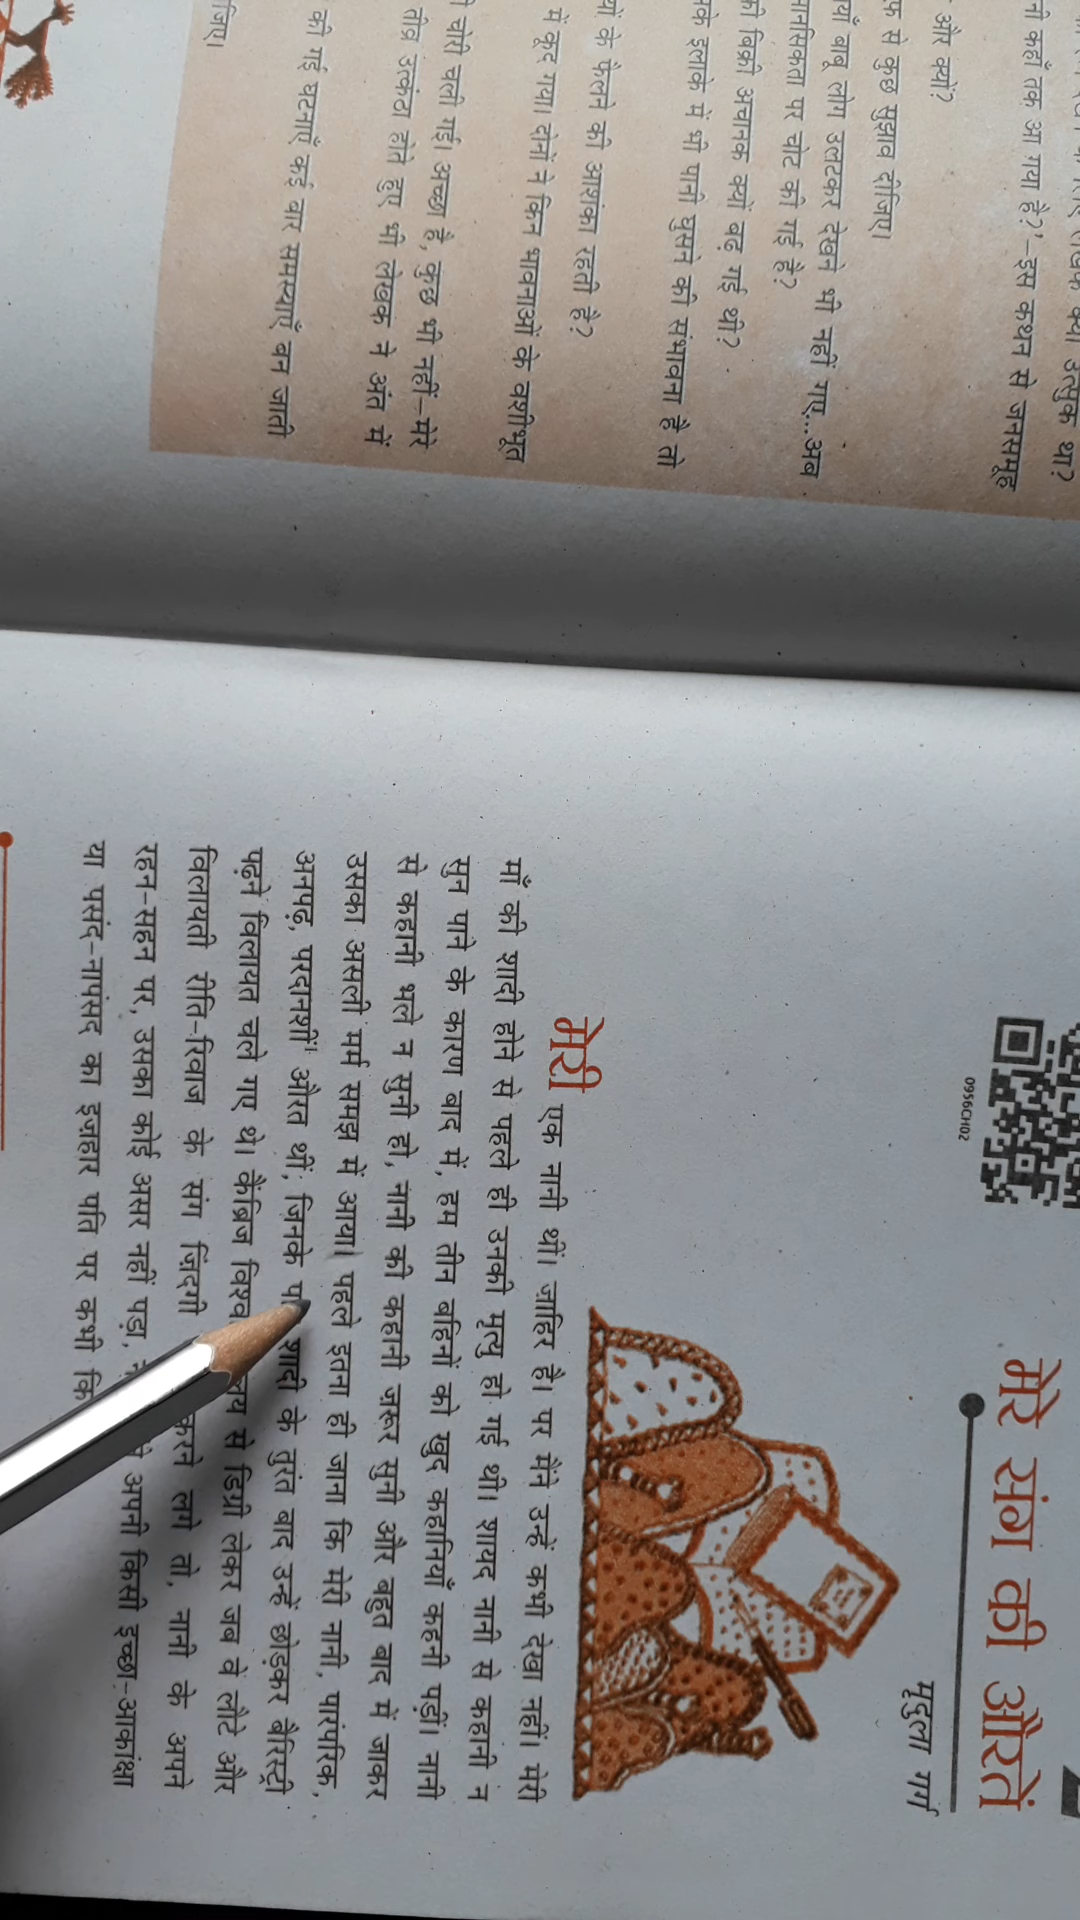 जिए।
की गई घटनाएँ कई बार समस्याएँ बन जाती
चोरी चली गई। अच्छा है, कुछ भी नहीं–मेरे
तीव्र उत्कंठा होते हुए भी लेखक ने अंत में
में कूद गया। दोनों ने किन भावनाओं के वशीभूत
के फैलने की आशंका रहती है?
के इलाके में भी पानी घुसने की संभावना है तो
की बिक्री अचानक क्यों बढ़ गई थी?
बाबू लोग उलटकर देखने भी नहीं गए...अब
मानसिकता पर चोट की गई है?
से कुछ सुझाव दीजिए।
और क्यों?
कहाँ तक आ गया है?'–इस कथन से जनसमूह
उत्सुक था?
0956CH02
मेरे संग की औरतें
मृदुला गर्ग
मेरी एक नानी थीं। ज़ाहिर है। पर मैंने उन्हें कभी देखा नहीं। मेरी
माँ की शादी होने से पहले ही उनकी मृत्यु हो गई थी। शायद नानी से कहानी न
सुन पाने के कारण बाद में, हम तीन बहिनों को खुद कहानियाँ कहनी पड़ीं। नानी
से कहानी भले न सुनी हो, नानी की कहानी ज़रूर सुनी और बहुत बाद में जाकर
उसका असली मर्म समझ में आया। पहले इतना ही जाना कि मेरी नानी, पारंपरिक,
अनपढ़, परदानशीं¹ औरत थीं; जिनके शादी के तुरंत बाद उन्हें छोड़कर बैरिस्ट्री
पढ़ने विलायत चले गए थे। कैंब्रिज से डिग्री लेकर जब वे लौटे और
विलायती रीति-रिवाज के संग ज़िंदगी करने लगे तो, नानी के अपने
रहन-सहन पर, उसका कोई असर नहीं पड़ा, अपनी किसी इच्छा-आकांक्षा
या पसंद-नापंसद का इज़हार पति पर कभी